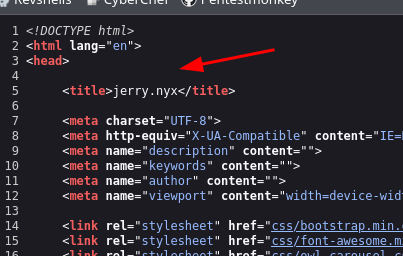 Revshells CyberChef Pentestmonkey
1 <!DOCTYPE html>
2 <html lang="en">
3 <head>
4
5 <title>jerry.nyx</title>
6
7 <meta charset="UTF-8">
8 <meta http-equiv="X-UA-Compatible" content="IE=
9 <meta name="description" content="">
10 <meta name="keywords" content="">
11 <meta name="author" content="">
12 <meta name="viewport" content="width=device-wid
13
14 <link rel="stylesheet" href="css/bootstrap.min.c
15 <link rel="stylesheet" href="css/font-awesome.mi
16 <link rel="stylesheet" href="css/owl.carousel.c